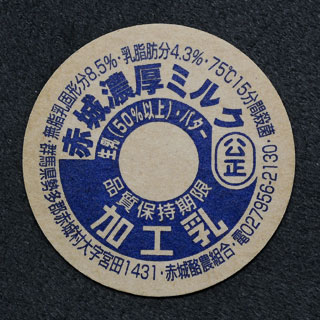 無脂乳固形分8.5%・乳脂肪分4.3%・75℃15分間殺菌・
赤城濃厚ミルク
公正
生乳(50%以上)・バター
品質保持期限
加工乳
群馬県勢多郡赤城村大字宮田1431・赤城酪農組合・電027956-2130・